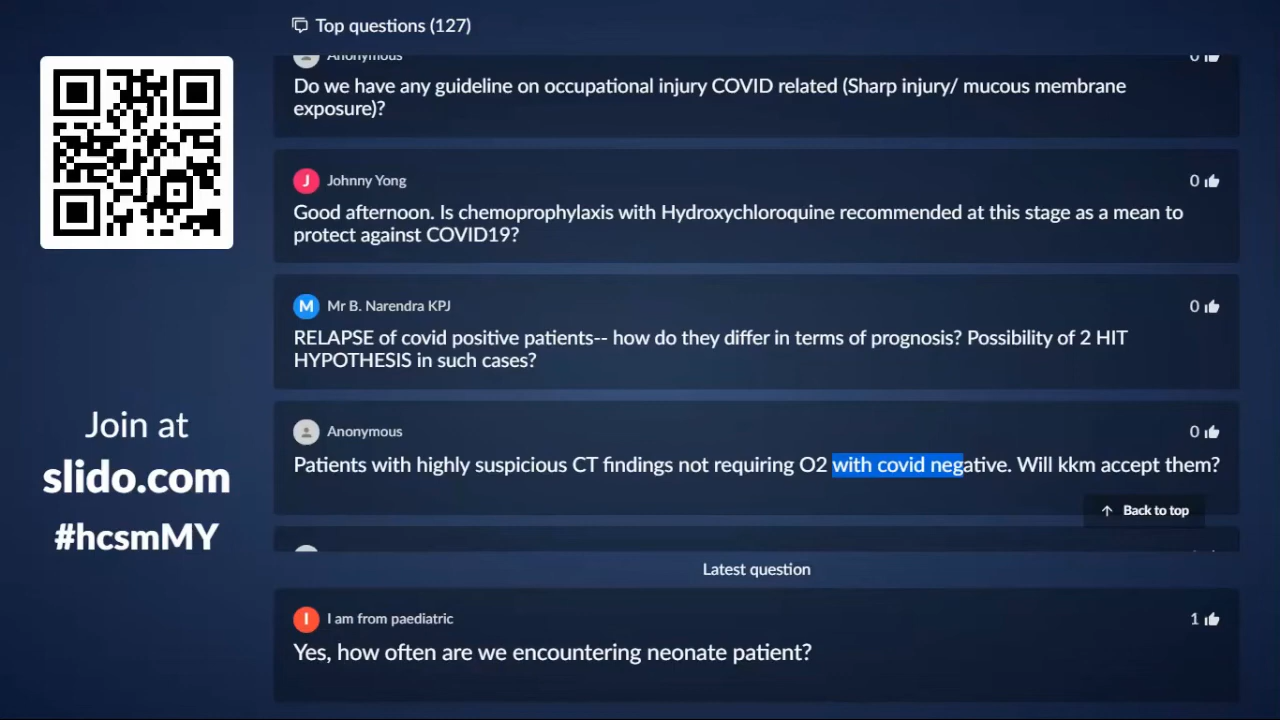 Top questions (127)
Anonymous
0
Do we have any guideline on occupational injury COVID related (Sharp injury/ mucous membrane
exposure)?
J Johnny Yong
0
Good afternoon. Is chemoprophylaxis with Hydroxychloroquine recommended at this stage as a mean to
protect against COVID19?
M Mr B. Narendra KPJ
0
RELAPSE of covid positive patients-- how do they differ in terms of prognosis? Possibility of 2 HIT
HYPOTHESIS in such cases?
Anonymous
0
Patients with highly suspicious CT findings not requiring O2 with covid negative. Will kkm accept them?
Back to top
Join at
slido.com
#hcsmMY
Latest question
I I am from paediatric
1
Yes, how often are we encountering neonate patient?